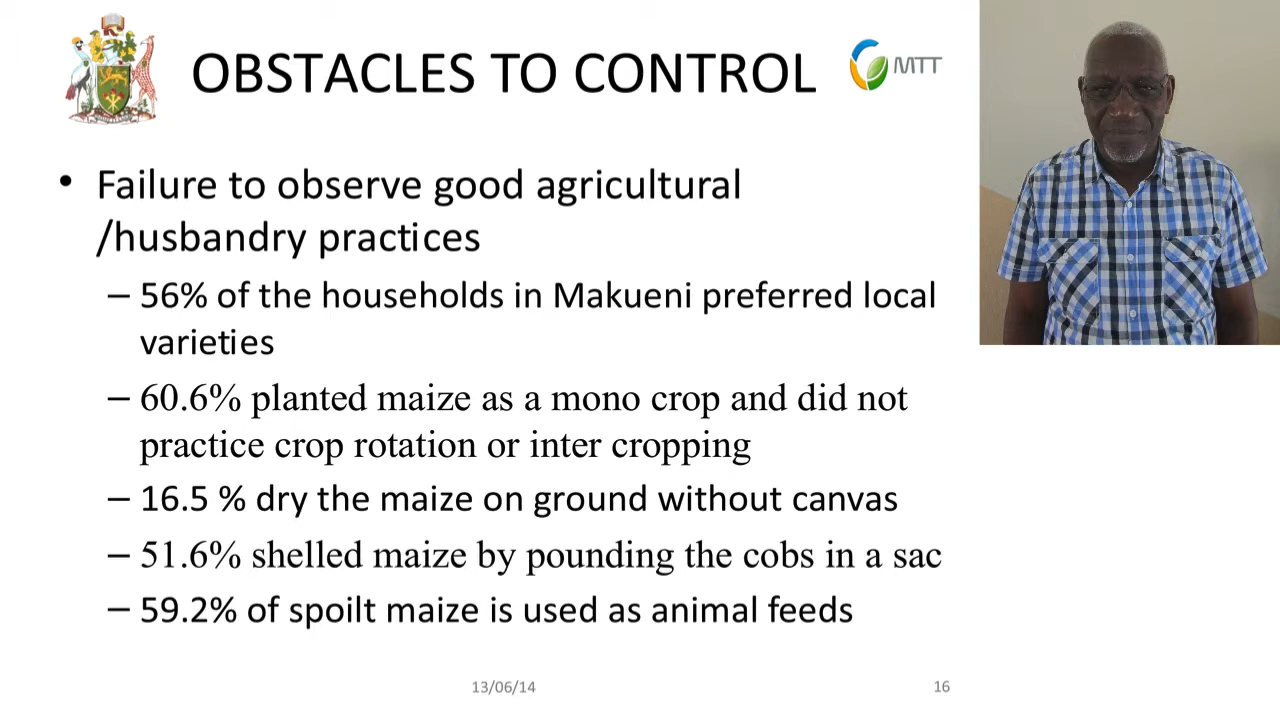 OBSTACLES TO CONTROL
MTT
• Failure to observe good agricultural
/husbandry practices
– 56% of the households in Makueni preferred local
varieties
– 60.6% planted maize as a mono crop and did not
practice crop rotation or inter cropping
– 16.5 % dry the maize on ground without canvas
– 51.6% shelled maize by pounding the cobs in a sac
– 59.2% of spoilt maize is used as animal feeds
13/06/14
16